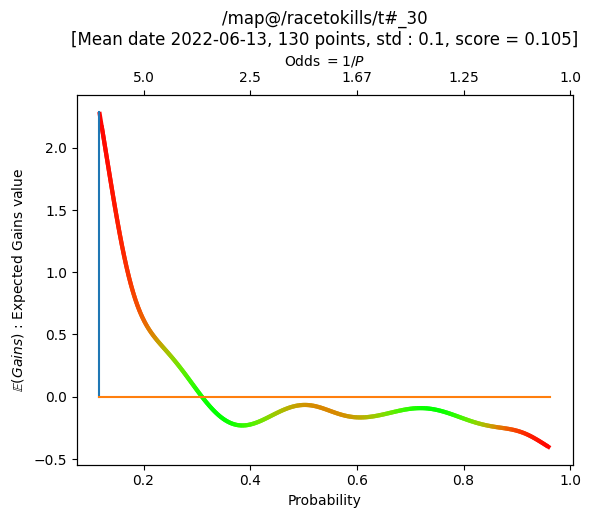 /map@/racetokills/t#_30
[Mean date 2022-06-13, 130 points, std : 0.1, score = 0.105]
Odds = 1/P
5.0 2.5 1.67 1.25 1.0
2.0
1.5
1.0
0.5
0.0
−0.5
𝔼(Gains) : Expected Gains value
0.2 0.4 0.6 0.8 1.0
Probability